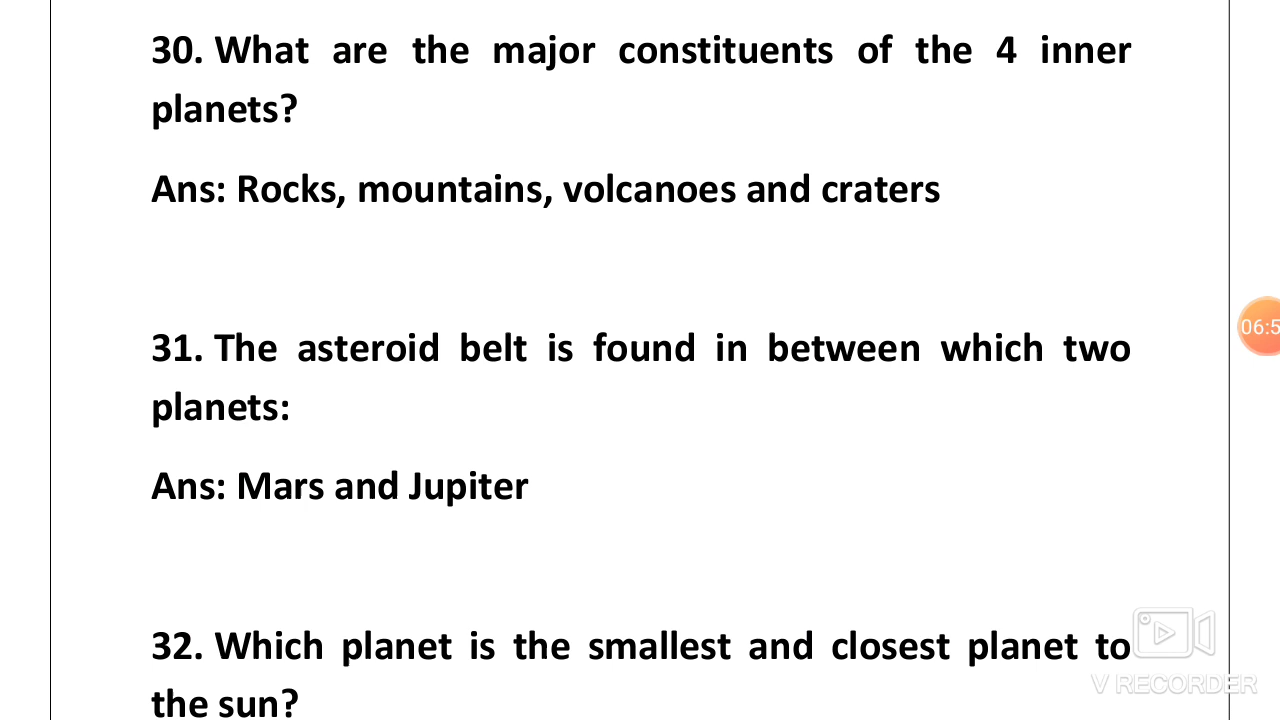 30. What are the major constituents of the 4 inner
planets?
Ans: Rocks, mountains, volcanoes and craters
31. The asteroid belt is found in between which two
planets:
06:5
Ans: Mars and Jupiter
32. Which planet is the smallest and closest planet to
the sun?
V RECORDER